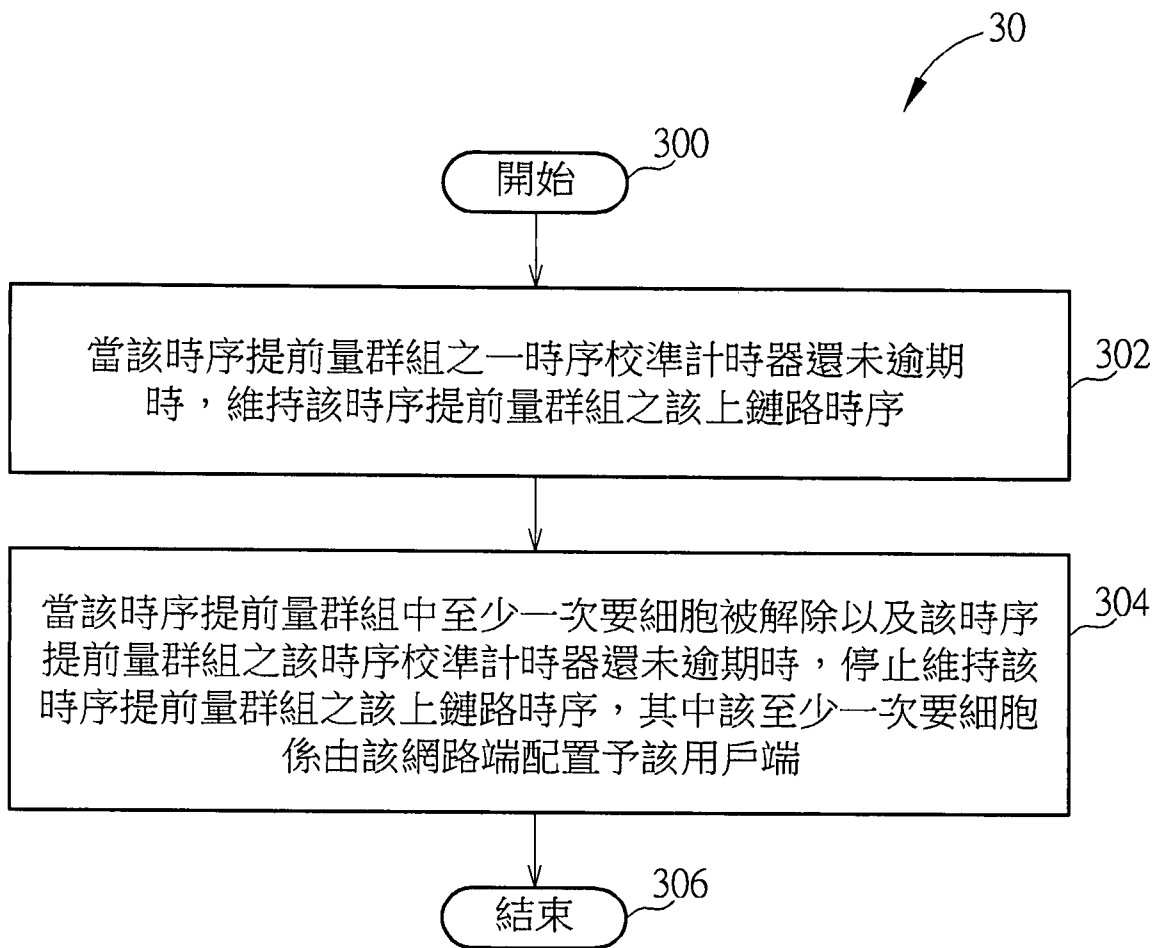 30
300
開始
當該時序提前量群組之一時序校準計時器還未逾期
時，維持該時序提前量群組之該上鏈路時序
302
當該時序提前量群組中至少一次要細胞被解除以及該時序
提前量群組之該時序校準計時器還未逾期時，停止維持該
時序提前量群組之該上鏈路時序，其中該至少一次要細胞
係由該網路端配置予該用戶端
304
結束
306